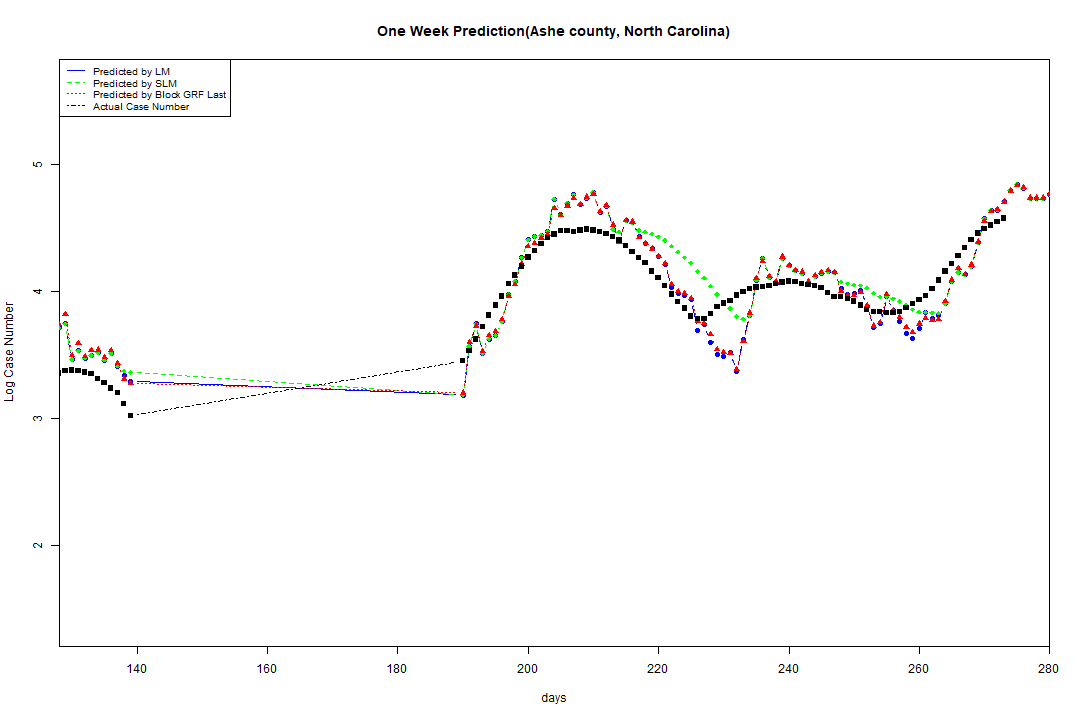 One Week Prediction(Ashe county, North Carolina)
Predicted by LM
Predicted by SLM
Predicted by Block GRF Last
Actual Case Number
5
4
3
2
Log Case Number
140 160 180 200 220 240 260 280
days